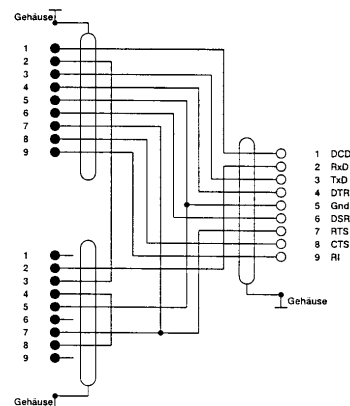 Gehäuse
1
2
3
4
5
6
7
8
9
1 DCD
2 RxD
3 TxD
4 DTR
5 Gnd
6 DSR
7 RTS
8 CTS
9 RI
Gehäuse
1
2
3
4
5
6
7
8
9
Gehäuse